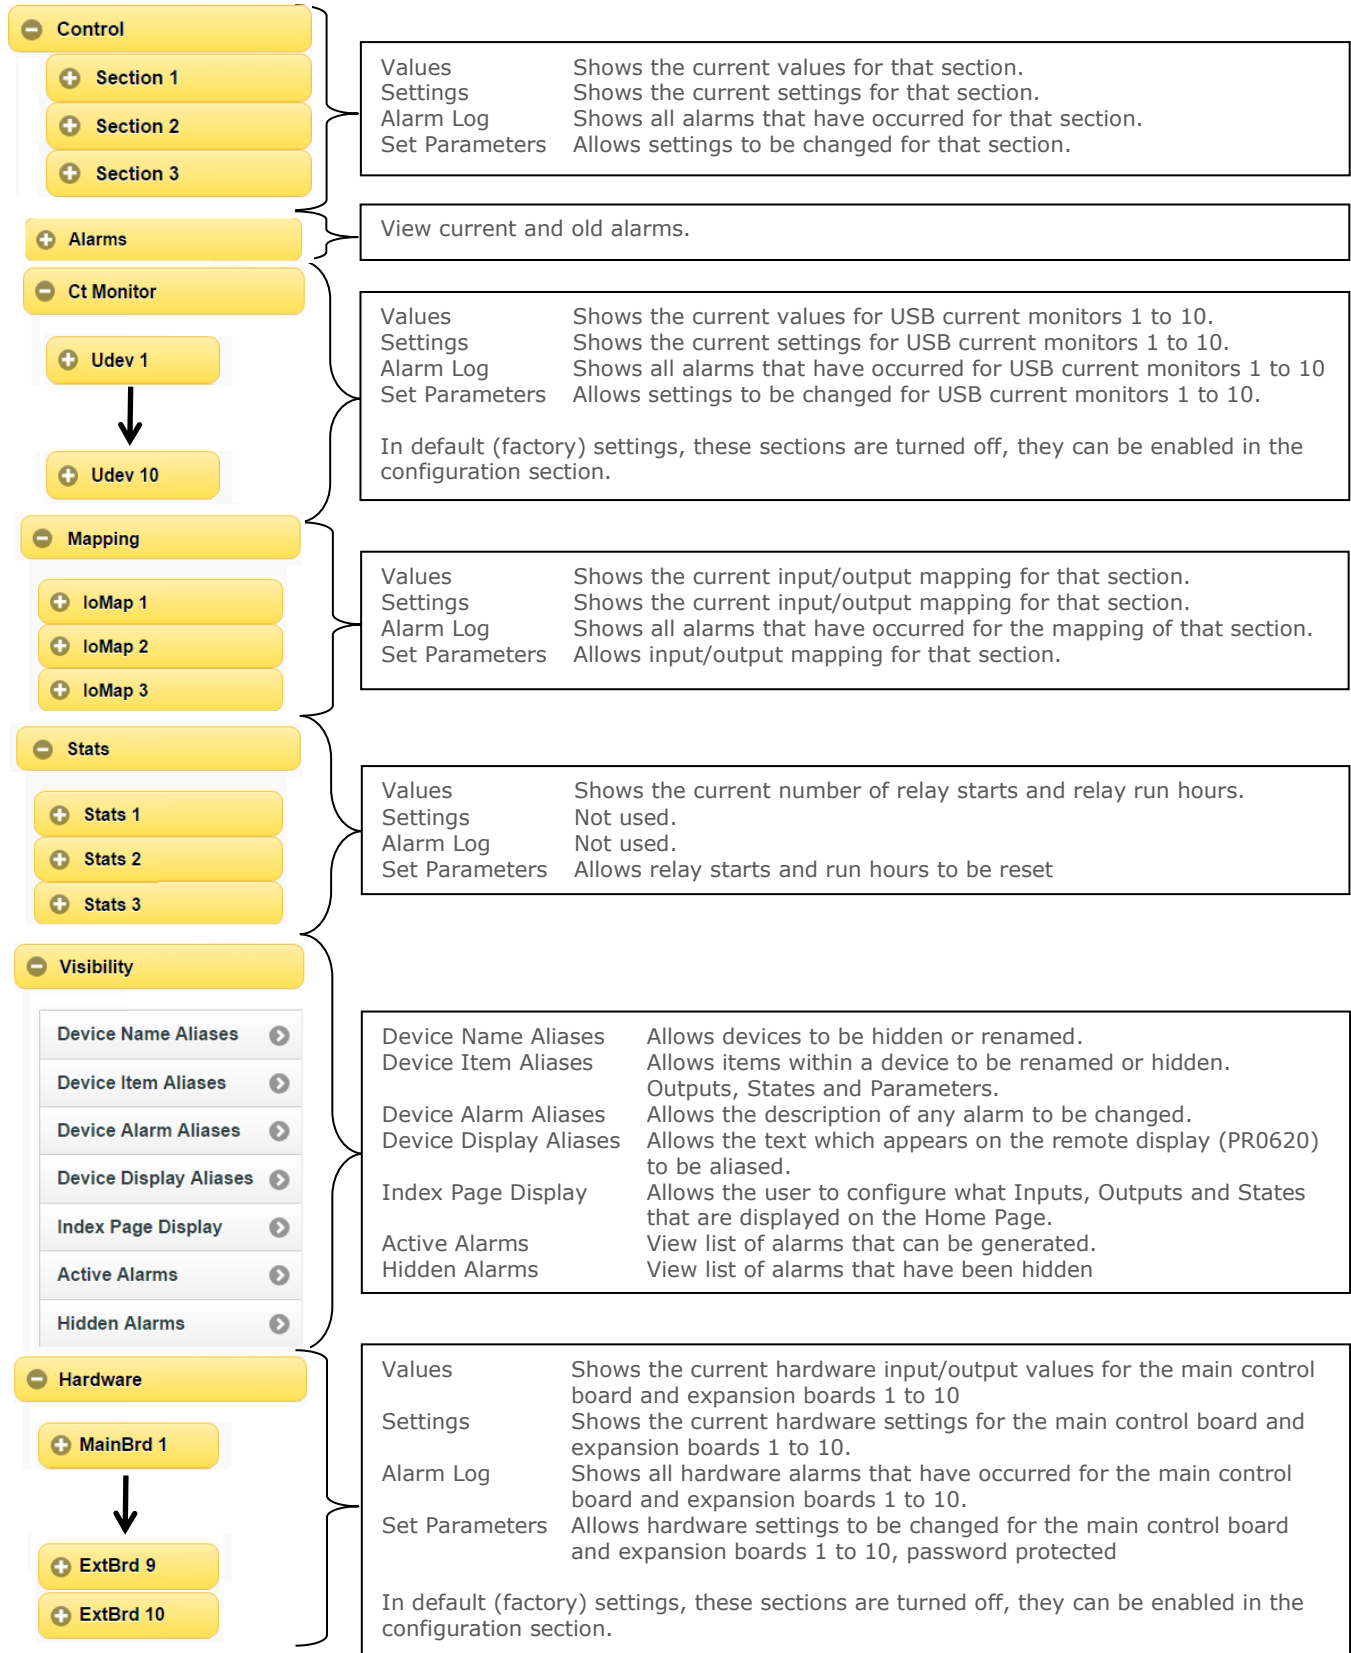 Control
Section 1
Section 2
Section 3
Values Shows the current values for that section.
Settings Shows the current settings for that section.
Alarm Log Shows all alarms that have occurred for that section.
Set Parameters Allows settings to be changed for that section.
Alarms
View current and old alarms.
Ct Monitor
Udev 1
Udev 10
Values Shows the current values for USB current monitors 1 to 10.
Settings Shows the current settings for USB current monitors 1 to 10.
Alarm Log Shows all alarms that have occurred for USB current monitors 1 to 10
Set Parameters Allows settings to be changed for USB current monitors 1 to 10.
In default (factory) settings, these sections are turned off, they can be enabled in the
configuration section.
Mapping
IoMap 1
IoMap 2
IoMap 3
Values Shows the current input/output mapping for that section.
Settings Shows the current input/output mapping for that section.
Alarm Log Shows all alarms that have occurred for the mapping of that section.
Set Parameters Allows input/output mapping for that section.
Stats
Stats 1
Stats 2
Stats 3
Values Shows the current number of relay starts and relay run hours.
Settings Not used.
Alarm Log Not used.
Set Parameters Allows relay starts and run hours to be reset
Visibility
Device Name Aliases
Device Item Aliases
Device Alarm Aliases
Device Display Aliases
Index Page Display
Active Alarms
Hidden Alarms
Device Name Aliases Allows devices to be hidden or renamed.
Device Item Aliases Allows items within a device to be renamed or hidden.
Outputs, States and Parameters.
Device Alarm Aliases Allows the description of any alarm to be changed.
Device Display Aliases Allows the text which appears on the remote display (PR0620)
to be aliased.
Index Page Display Allows the user to configure what Inputs, Outputs and States
that are displayed on the Home Page.
Active Alarms View list of alarms that can be generated.
Hidden Alarms View list of alarms that have been hidden
Hardware
MainBrd 1
ExtBrd 9
ExtBrd 10
Values Shows the current hardware input/output values for the main control
board and expansion boards 1 to 10
Settings Shows the current hardware settings for the main control board and
expansion boards 1 to 10.
Alarm Log Shows all hardware alarms that have occurred for the main control
board and expansion boards 1 to 10.
Set Parameters Allows hardware settings to be changed for the main control board
and expansion boards 1 to 10, password protected
In default (factory) settings, these sections are turned off, they can be enabled in the
configuration section.